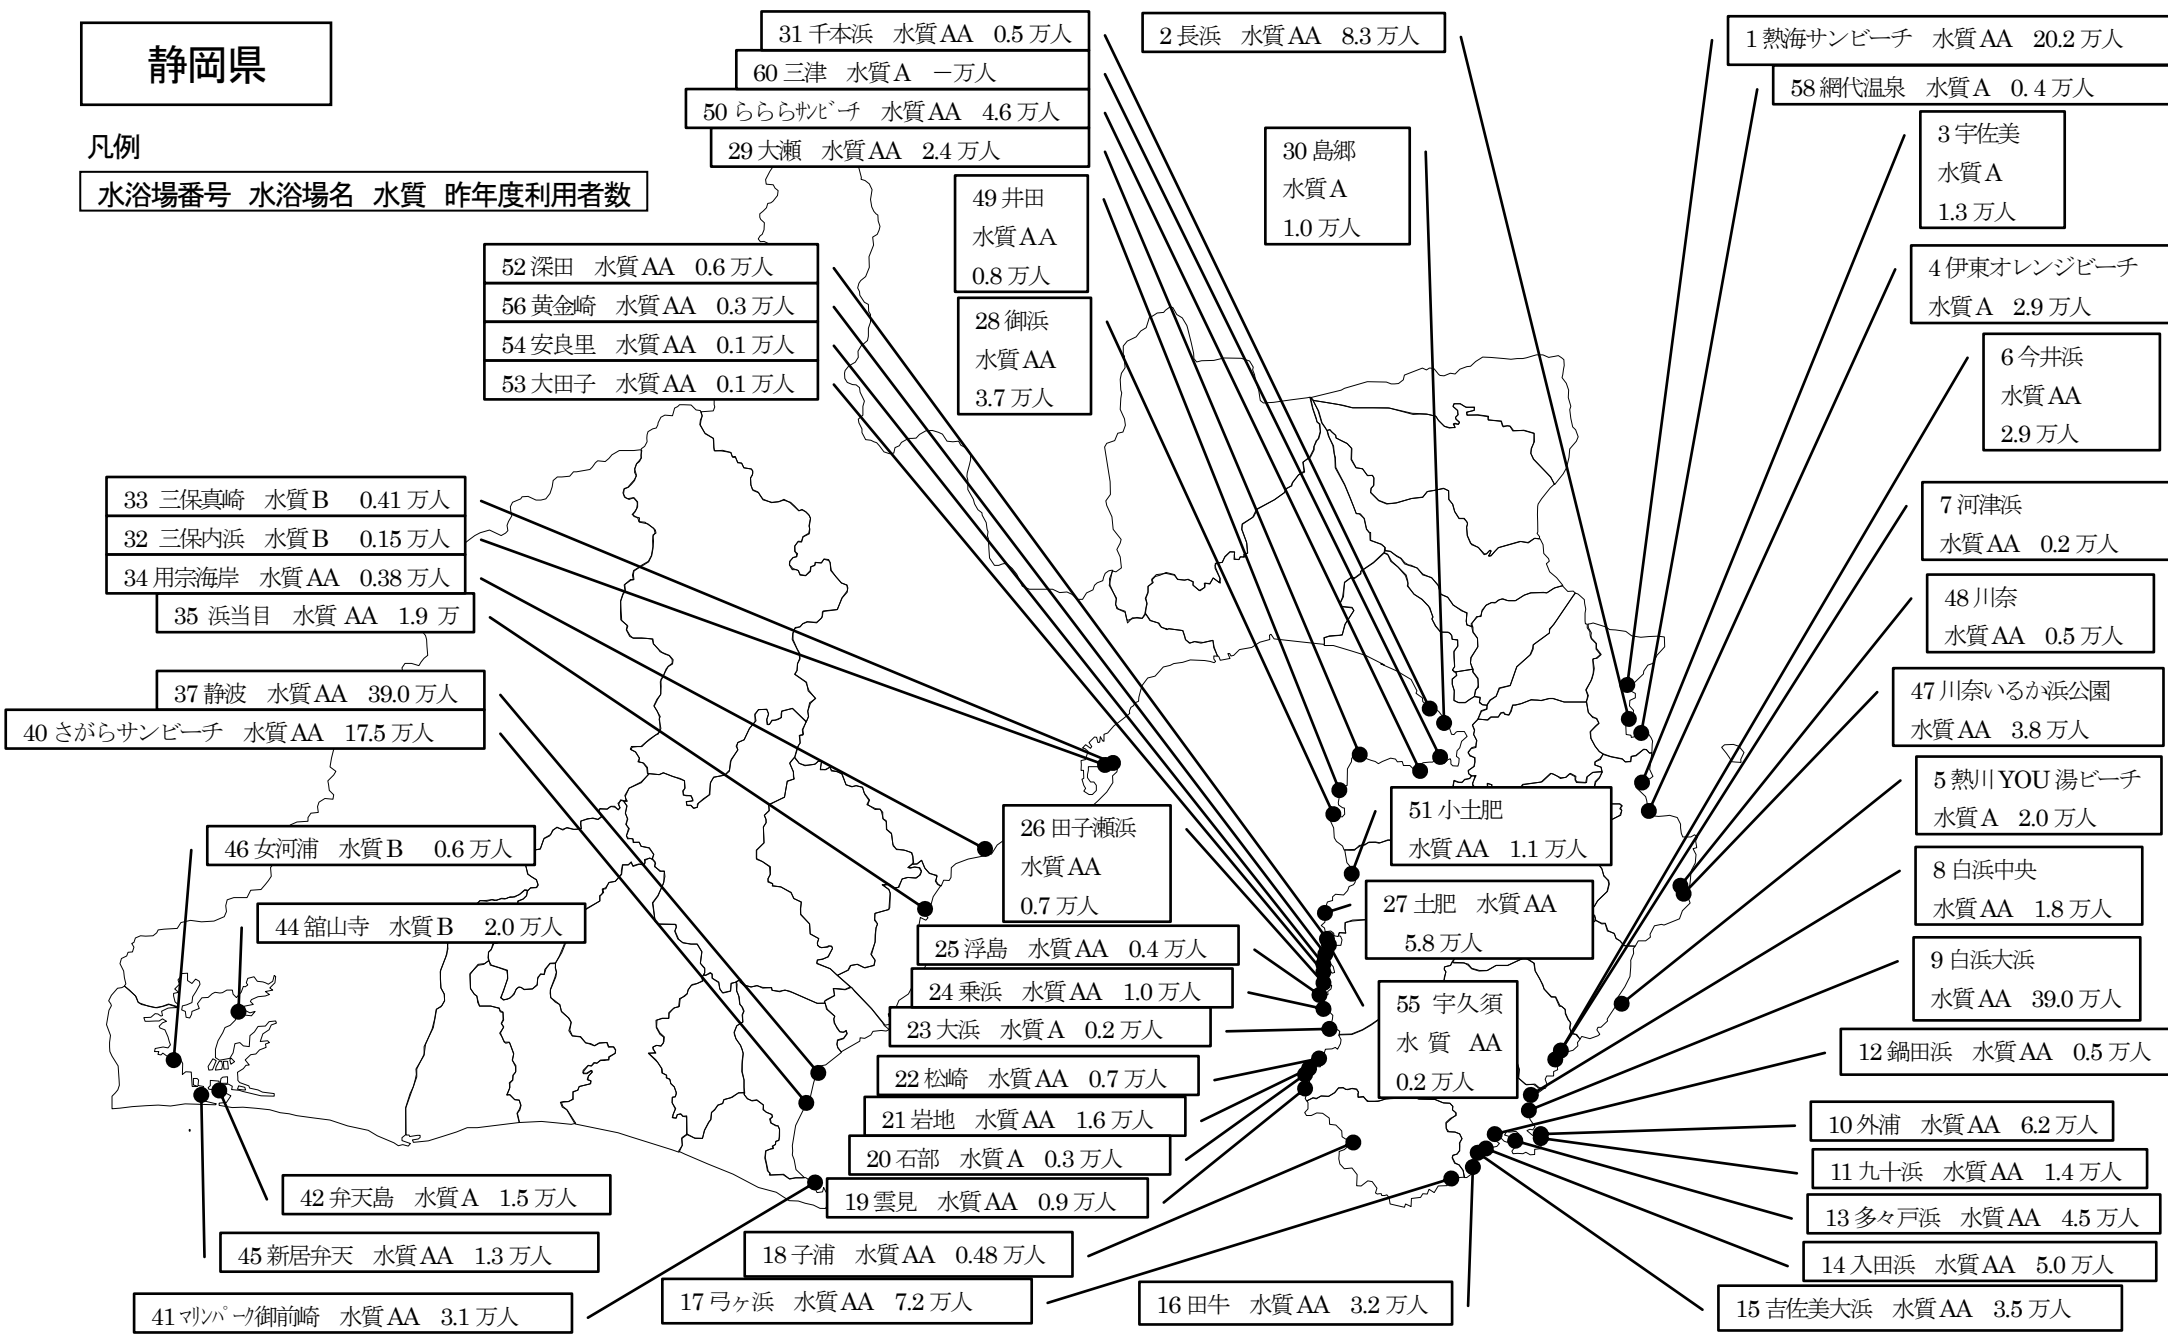 静岡県
凡例
水浴場番号 水浴場名 水質 昨年度利用者数
31 千本浜 水質AA 0.5 万人
60 三津 水質A －万人
50 らららｻﾝﾋﾞｰﾁ 水質AA 4.6 万人
29 大瀬 水質AA 2.4 万人
49 井田
水質AA
0.8 万人
28 御浜
水質AA
3.7 万人
2 長浜 水質AA 8.3 万人
30 島郷
水質A
1.0 万人
1 熱海サンビーチ 水質AA 20.2 万人
58 網代温泉 水質A 0.4 万人
3 宇佐美
水質A
1.3 万人
4 伊東オレンジビーチ
水質A 2.9 万人
6 今井浜
水質AA
2.9 万人
7 河津浜
水質AA 0.2 万人
48 川奈
水質AA 0.5 万人
47 川奈いるか浜公園
水質AA 3.8 万人
5 熱川YOU 湯ビーチ
水質A 2.0 万人
8 白浜中央
水質AA 1.8 万人
9 白浜大浜
水質AA 39.0 万人
12 鍋田浜 水質AA 0.5 万人
10 外浦 水質AA 6.2 万人
11 九十浜 水質AA 1.4 万人
13 多々戸浜 水質AA 4.5 万人
14 入田浜 水質AA 5.0 万人
15 吉佐美大浜 水質AA 3.5 万人
52 深田 水質AA 0.6 万人
56 黄金崎 水質AA 0.3 万人
54 安良里 水質AA 0.1 万人
53 大田子 水質AA 0.1 万人
33 三保真崎 水質B 0.41 万人
32 三保内浜 水質B 0.15 万人
34 用宗海岸 水質AA 0.38 万人
35 浜当目 水質 AA 1.9 万
37 静波 水質AA 39.0 万人
40 さがらサンビーチ 水質AA 17.5 万人
46 女河浦 水質B 0.6 万人
44 舘山寺 水質B 2.0 万人
26 田子瀬浜
水質AA
0.7 万人
51 小土肥
水質AA 1.1 万人
27 土肥 水質AA
5.8 万人
55 宇久須
水 質 AA
0.2 万人
25 浮島 水質AA 0.4 万人
24 乗浜 水質AA 1.0 万人
23 大浜 水質A 0.2 万人
22 松崎 水質AA 0.7 万人
21 岩地 水質AA 1.6 万人
20 石部 水質A 0.3 万人
19 雲見 水質AA 0.9 万人
18 子浦 水質AA 0.48 万人
17 弓ヶ浜 水質AA 7.2 万人
16 田牛 水質AA 3.2 万人
42 弁天島 水質A 1.5 万人
45 新居弁天 水質AA 1.3 万人
41 ﾏﾘﾝﾊﾟｰｸ御前崎 水質AA 3.1 万人